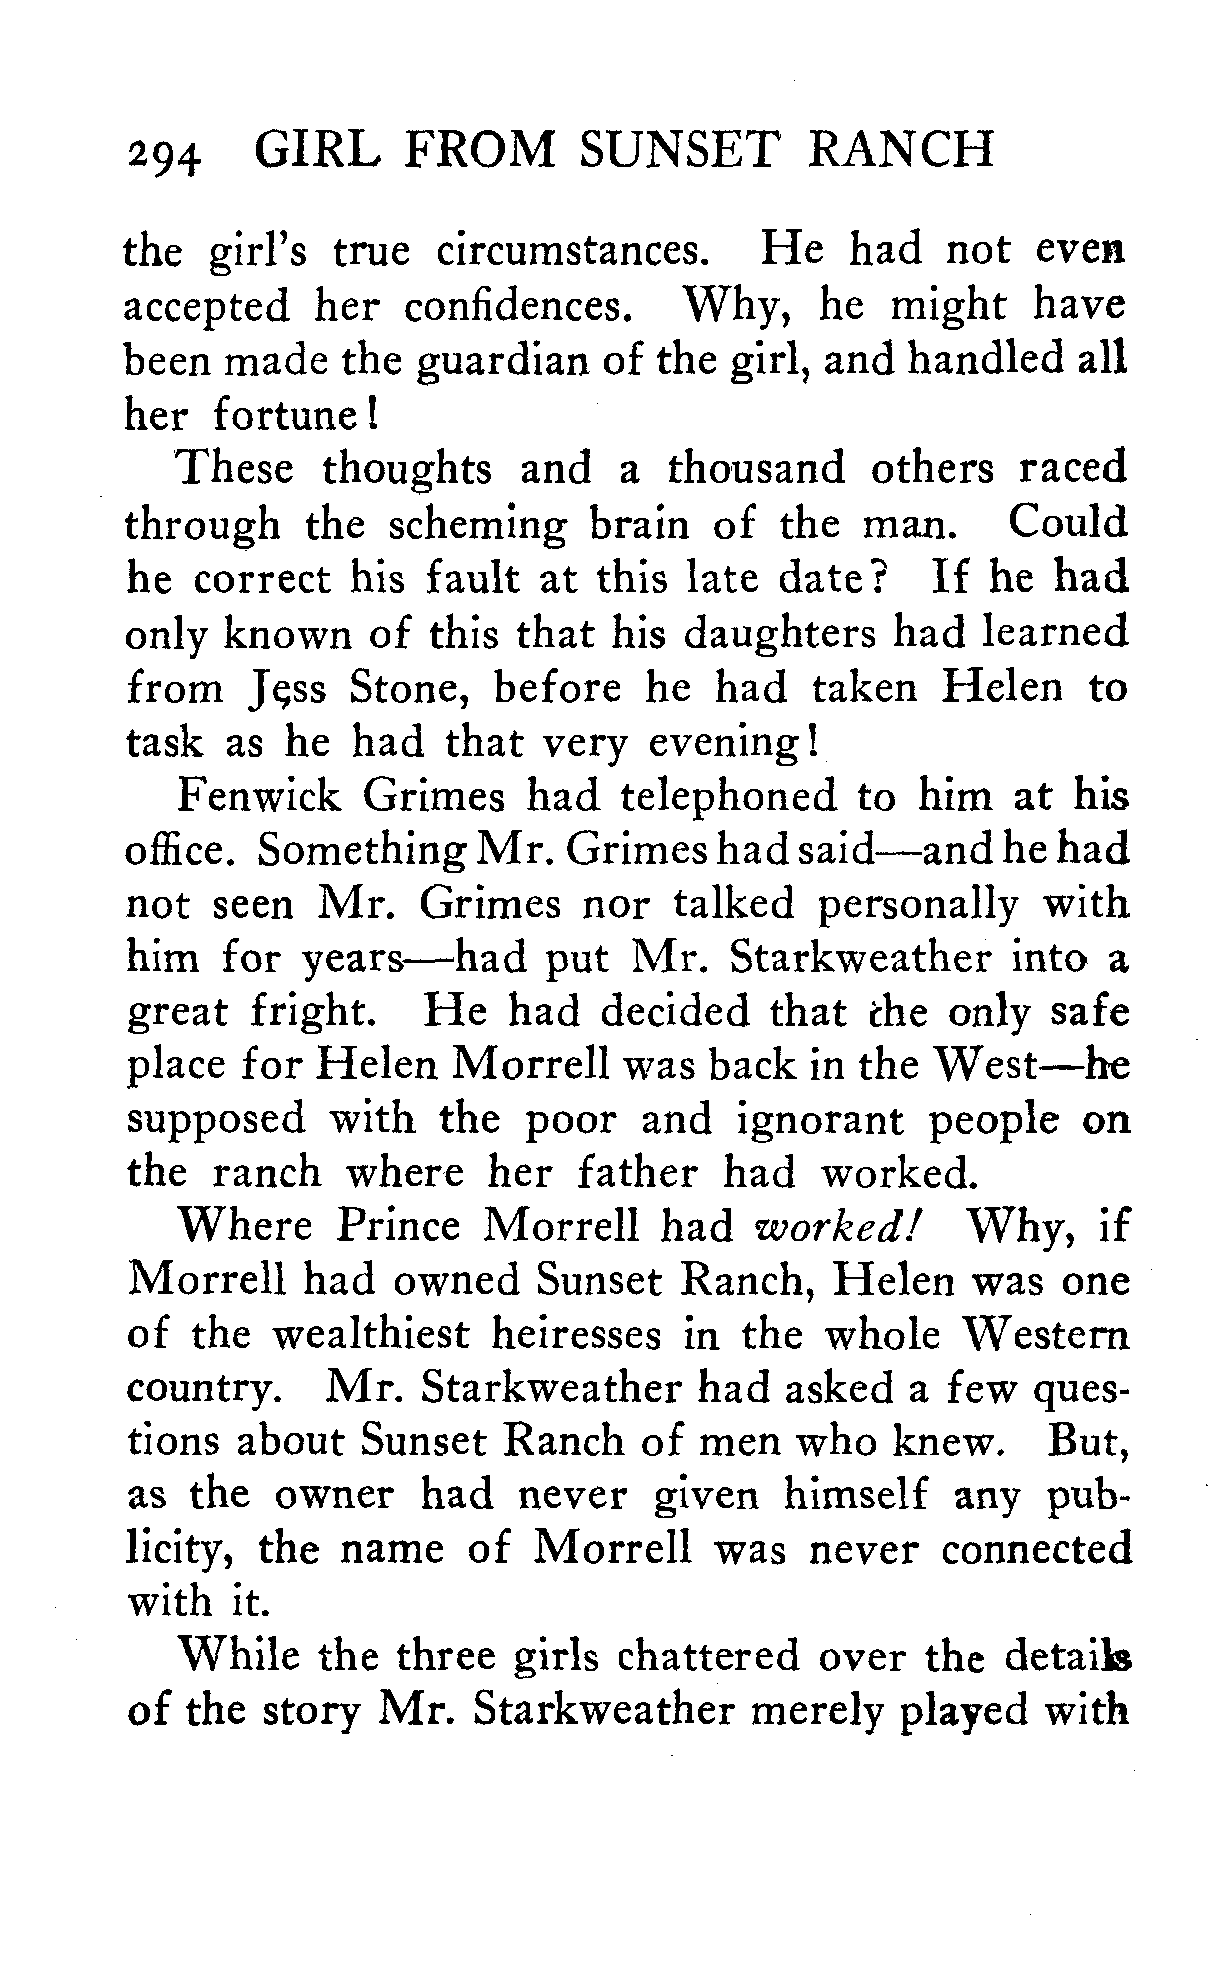 294 GIRL FROM SUNSET RANCH
the girl's true circumstances. He had not even
accepted her confidences. Why, he might have
been made the guardian of the girl, and handled all
her fortune!
These thoughts and a thousand others raced
through the scheming brain of the man. Could
he correct his fault at this late date? If he had
only known of this that his daughters had learned
from Jess Stone, before he had taken Helen to
task as he had that very evening!
Fenwick Grimes had telephoned to him at his
office. Something Mr. Grimes had said—and he had
not seen Mr. Grimes nor talked personally with
him for years—had put Mr. Starkweather into a
great fright. He had decided that the only safe
place for Helen Morrell was back in the West—he
supposed with the poor and ignorant people on
the ranch where her father had worked.
Where Prince Morrell had worked! Why, if
Morrell had owned Sunset Ranch, Helen was one
of the wealthiest heiresses in the whole Western
country. Mr. Starkweather had asked a few ques-
tions about Sunset Ranch of men who knew. But,
as the owner had never given himself any pub-
licity, the name of Morrell was never connected
with it.
While the three girls chattered over the details
of the story Mr. Starkweather merely played with